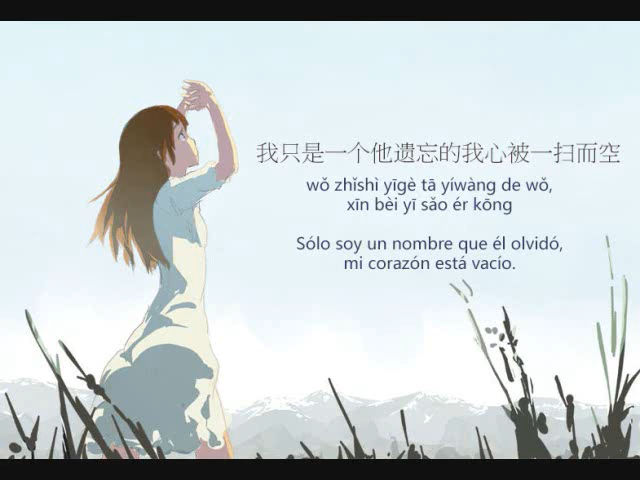 我只是一个他遗忘的我心被一扫而空
wǒ zhǐshì yīgè tā yíwàng de wǒ,
xīn bèi yī sǎo ér kōng
Sólo soy un nombre que él olvidó,
mi corazón está vacío.